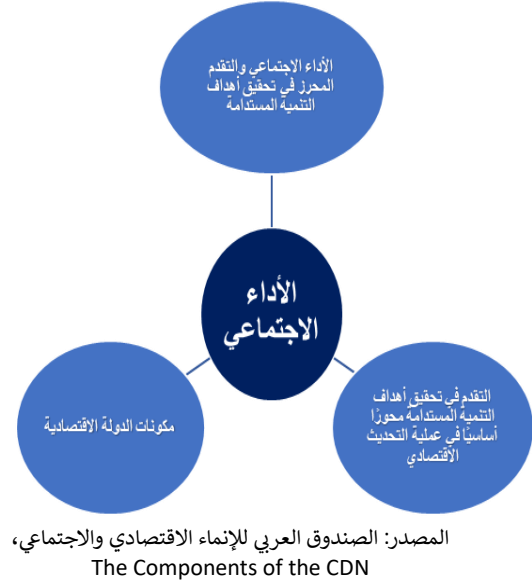 الأداء الاجتماعي والتقدم
المحرز في تحقيق أهداف
التنمية المستدامة
الأداء
الاجتماعي
التقدم في تحقيق أهداف
التنمية المستدامة محورًا
أساسيًا في عملية التحديث
الاقتصادي
مكونات الدولة الاقتصادية
المصدر: الصندوق العربي للإنماء الاقتصادي والاجتماعي،
The Components of the CDN